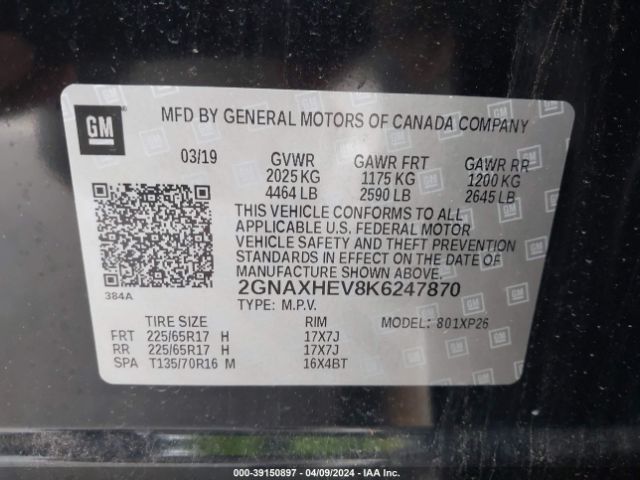 GM
MFD BY GENERAL MOTORS OF CANADA COMPANY
03/19 GVWR GAWR FRT GAWR RR
2025 KG 1175 KG 1200 KG
4464 LB 2590 LB 2645 LB
THIS VEHICLE CONFORMS TO ALL
APPLICABLE U.S. FEDERAL MOTOR
VEHICLE SAFETY AND THEFT PREVENTION
STANDARDS IN EFFECT ON THE DATE OF
MANUFACTURE SHOWN ABOVE.
384A
2GNAXHEV8K6247870
TYPE: M.P.V.
TIRE SIZE RIM MODEL: 801XP26
FRT 225/65R17 H 17X7J
RR 225/65R17 H 17X7J
SPA T135/70R16 M 16X4BT
000-39150897 | 04/09/2024 | IAA Inc.